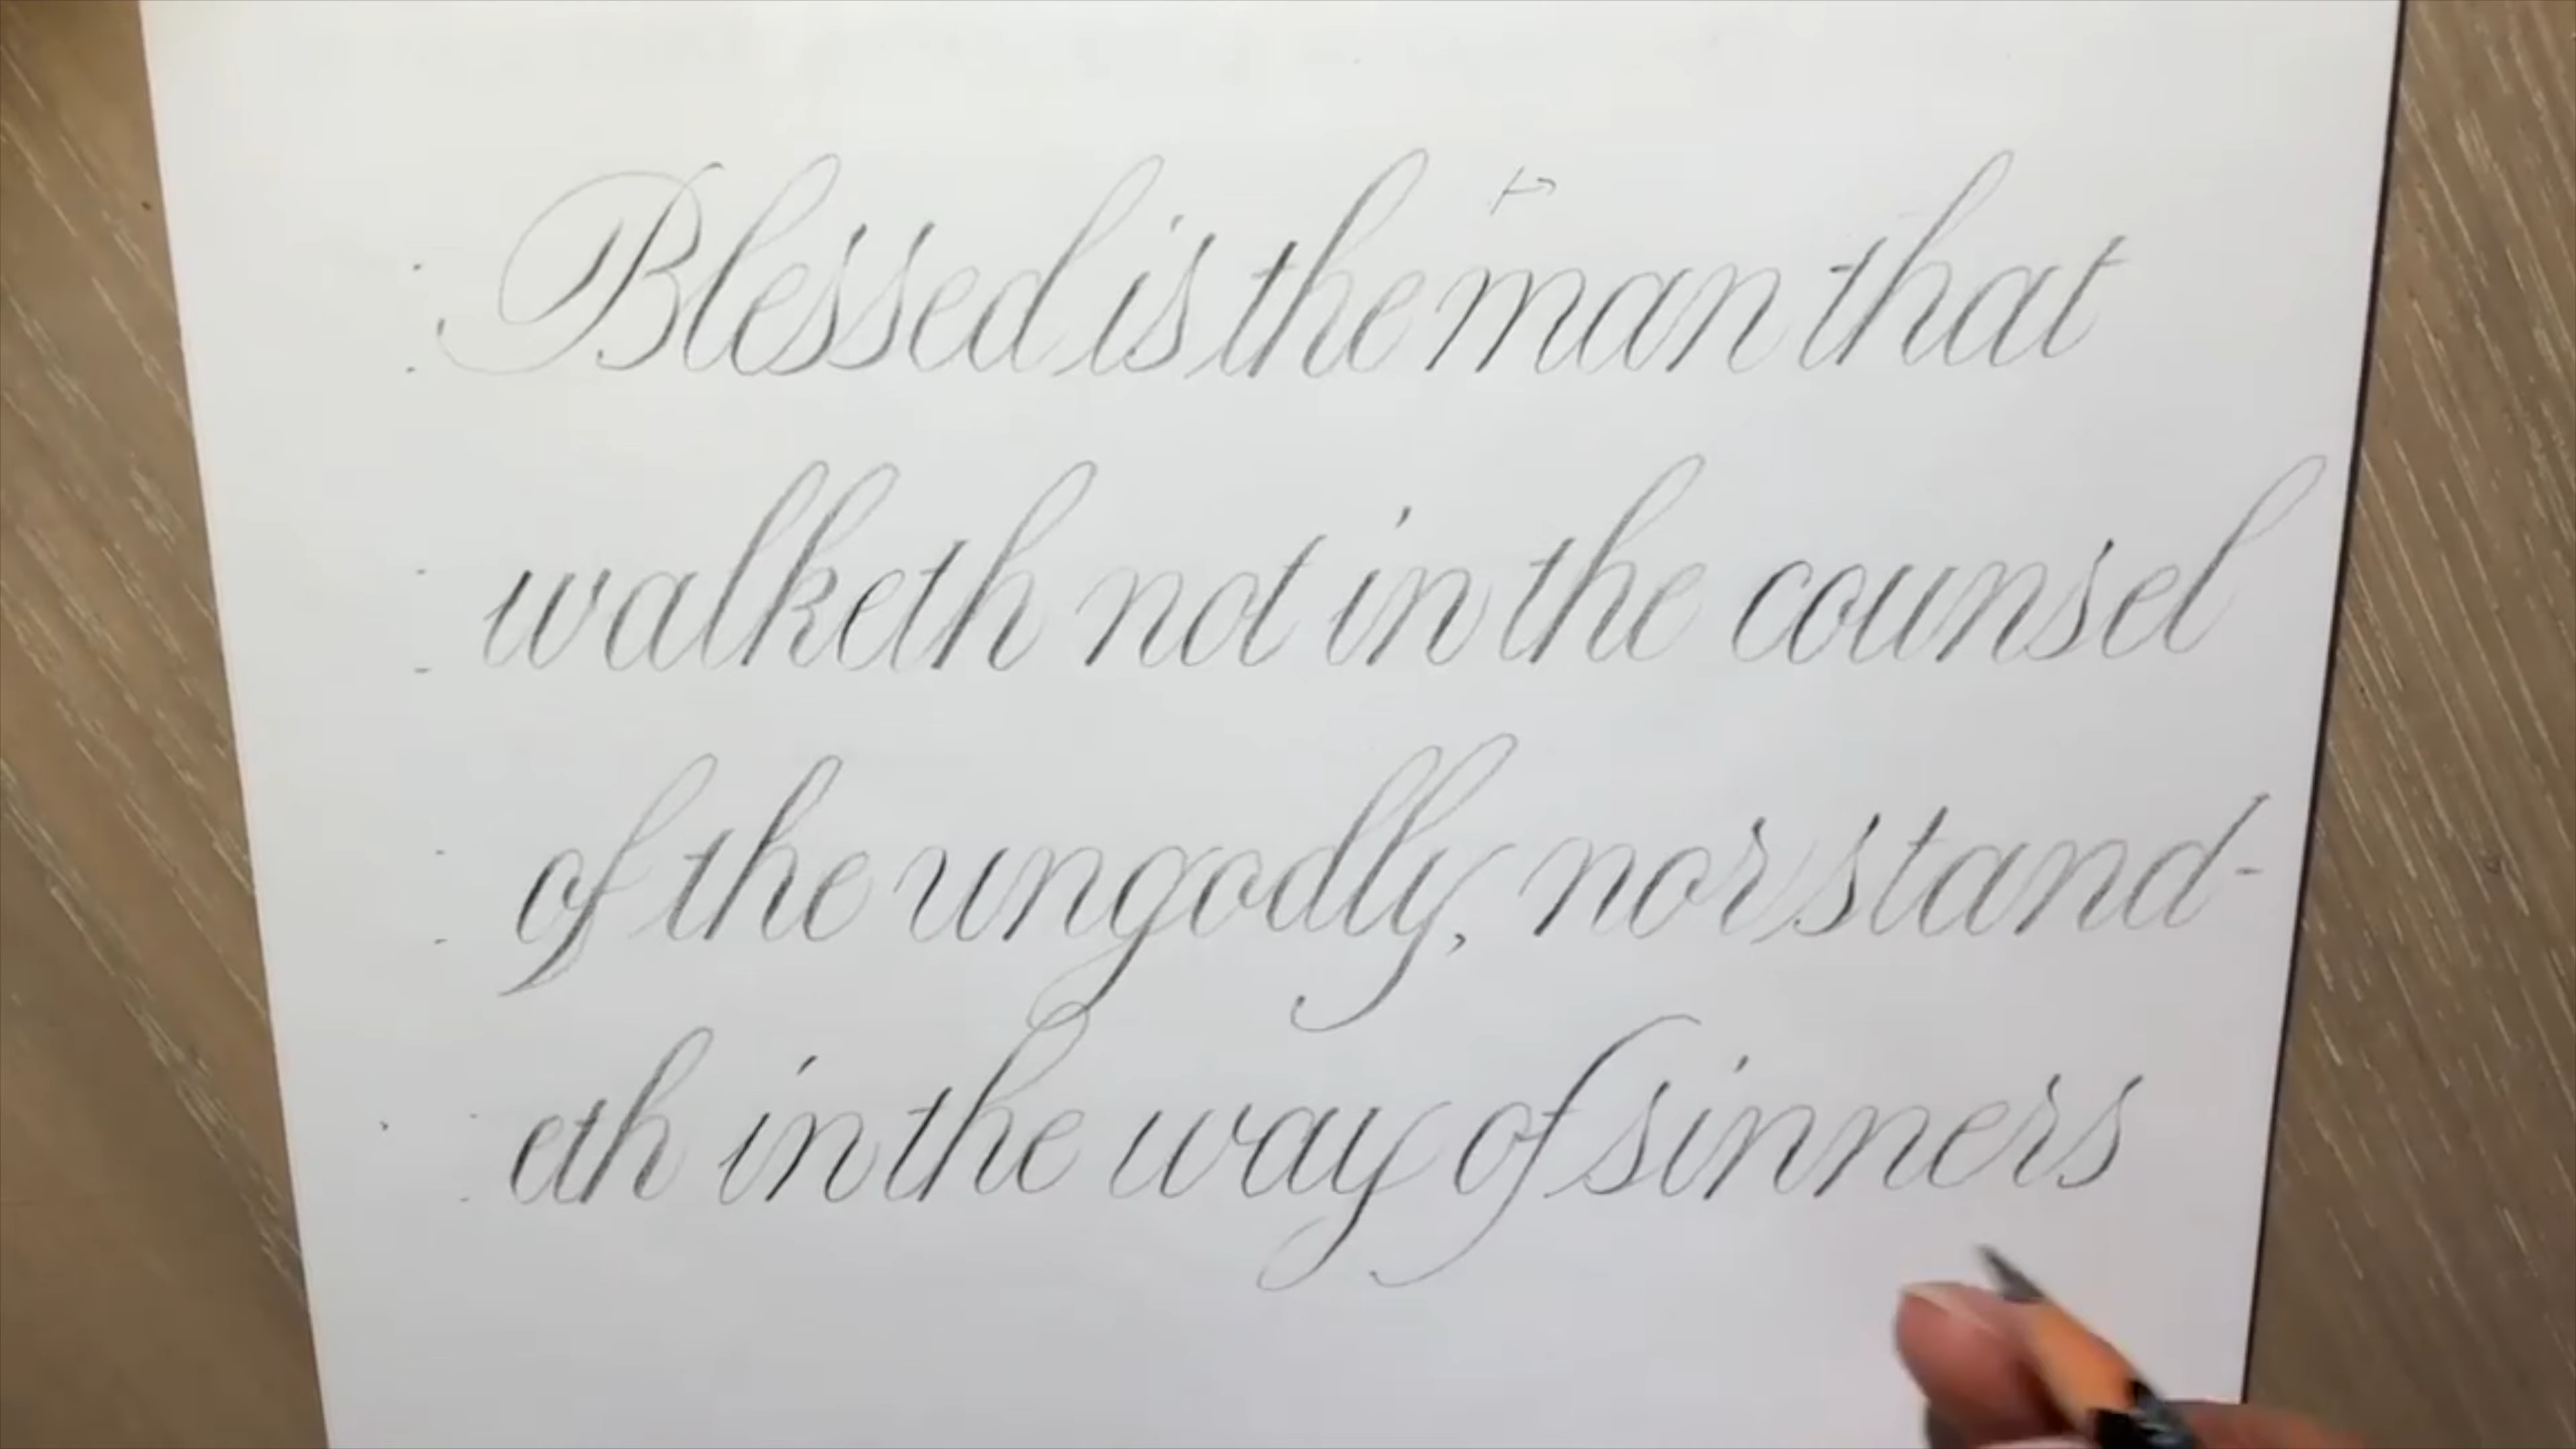 Blessed is the man that
walketh not in the counsel
of the ungodly, nor stand-
eth in the way of sinners